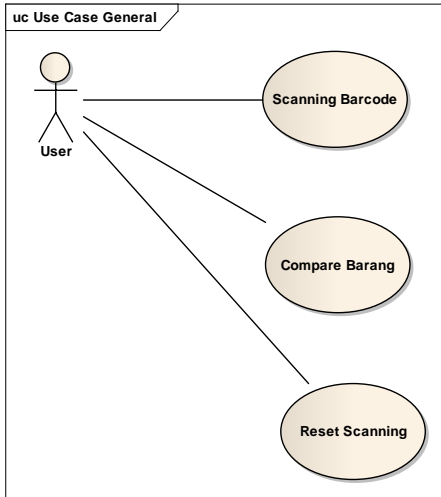 uc Use Case General
Scanning Barcode
User
Compare Barang
Reset Scanning